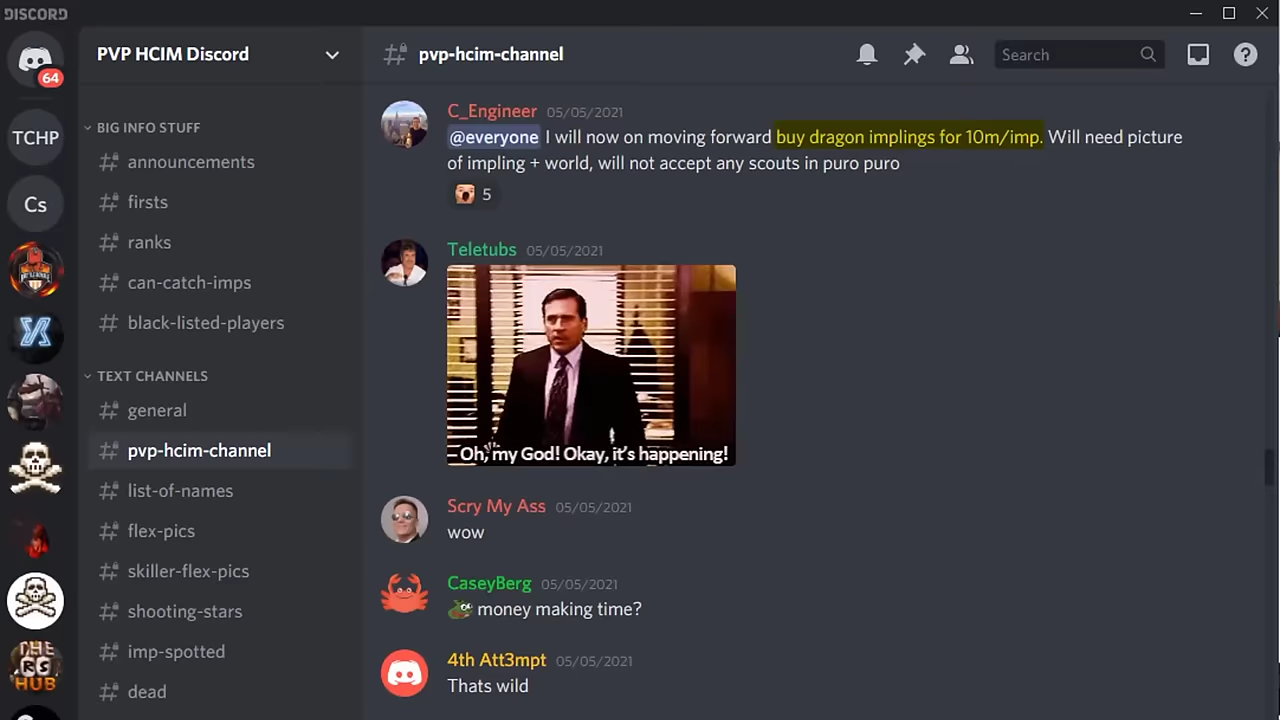 DISCORD
64
TCHP
Cs
THE
RS
HUB
PVP HCIM Discord
BIG INFO STUFF
announcements
firsts
ranks
can-catch-imps
black-listed-players
TEXT CHANNELS
general
pvp-hcim-channel
list-of-names
flex-pics
skiller-flex-pics
shooting-stars
imp-spotted
dead
pvp-hcim-channel
Search
C_Engineer 05/05/2021
@everyone I will now on moving forward buy dragon implings for 10m/imp. Will need picture
of impling + world, will not accept any scouts in puro puro
5
Teletubs 05/05/2021
- Oh, my God! Okay, it's happening!
Scry My Ass 05/05/2021
wow
CaseyBerg 05/05/2021
money making time?
4th Att3mpt 05/05/2021
Thats wild